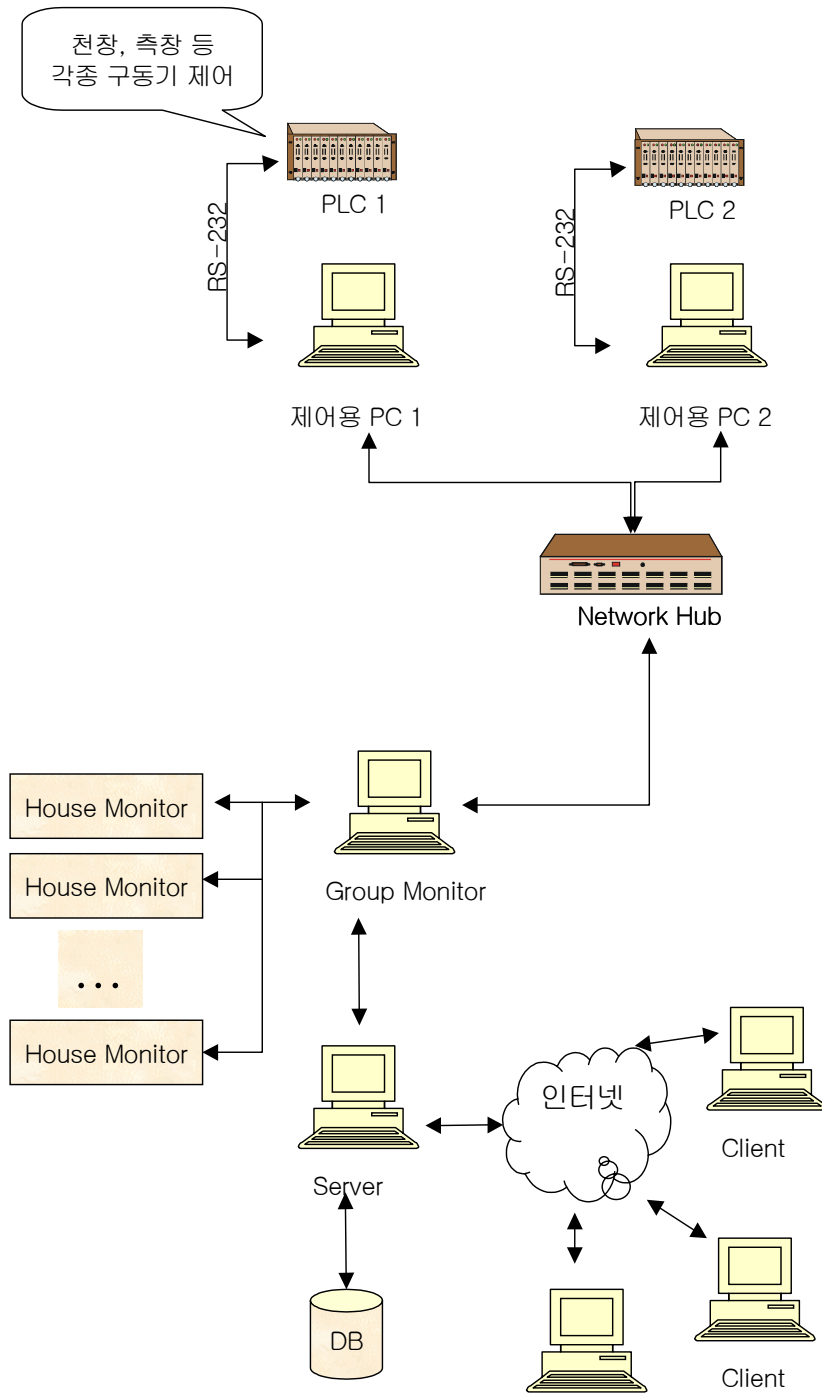 천창, 측창 등
각종 구동기 제어
PLC 1
PLC 2
RS-232
RS-232
제어용 PC 1
제어용 PC 2
Network Hub
House Monitor
House Monitor
...
House Monitor
Group Monitor
인터넷
Client
Server
DB
Client